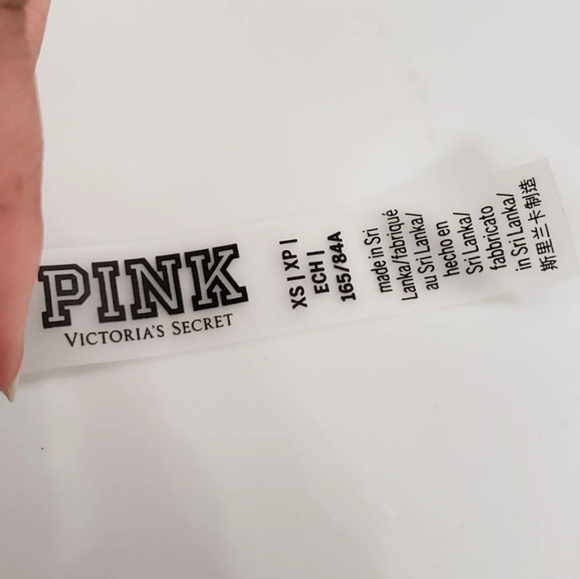 PINK
VICTORIA'S SECRET
XS | XP |
ECH |
165/84A
made in Sri
Lanka/fabriqué
au Sri Lanka/
hecho en
Sri Lanka/
fabbricato
in Sri Lanka/
斯里兰卡制造